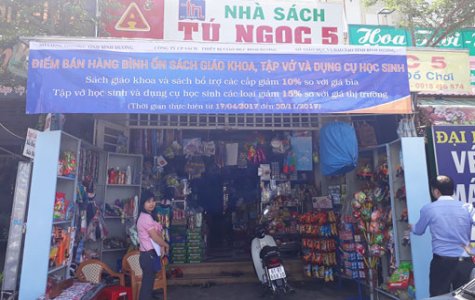 NHÀ SÁCH
TÚ NGỌC 5
ĐIỂM BÁN HÀNG BÌNH ỔN SÁCH GIÁO KHOA, TẬP VỞ VÀ DỤNG CỤ HỌC SINH
Sách giáo khoa và sách bổ trợ các cấp giảm 10% so với giá bìa
Tập vở học sinh và dụng cụ học sinh các loại giảm 15% so với giá thị trường
(Thời gian thực hiện từ 17/04/2017 đến 30/11/2017)
Hoa
C 5
Đồ Chơi
ĐẠI